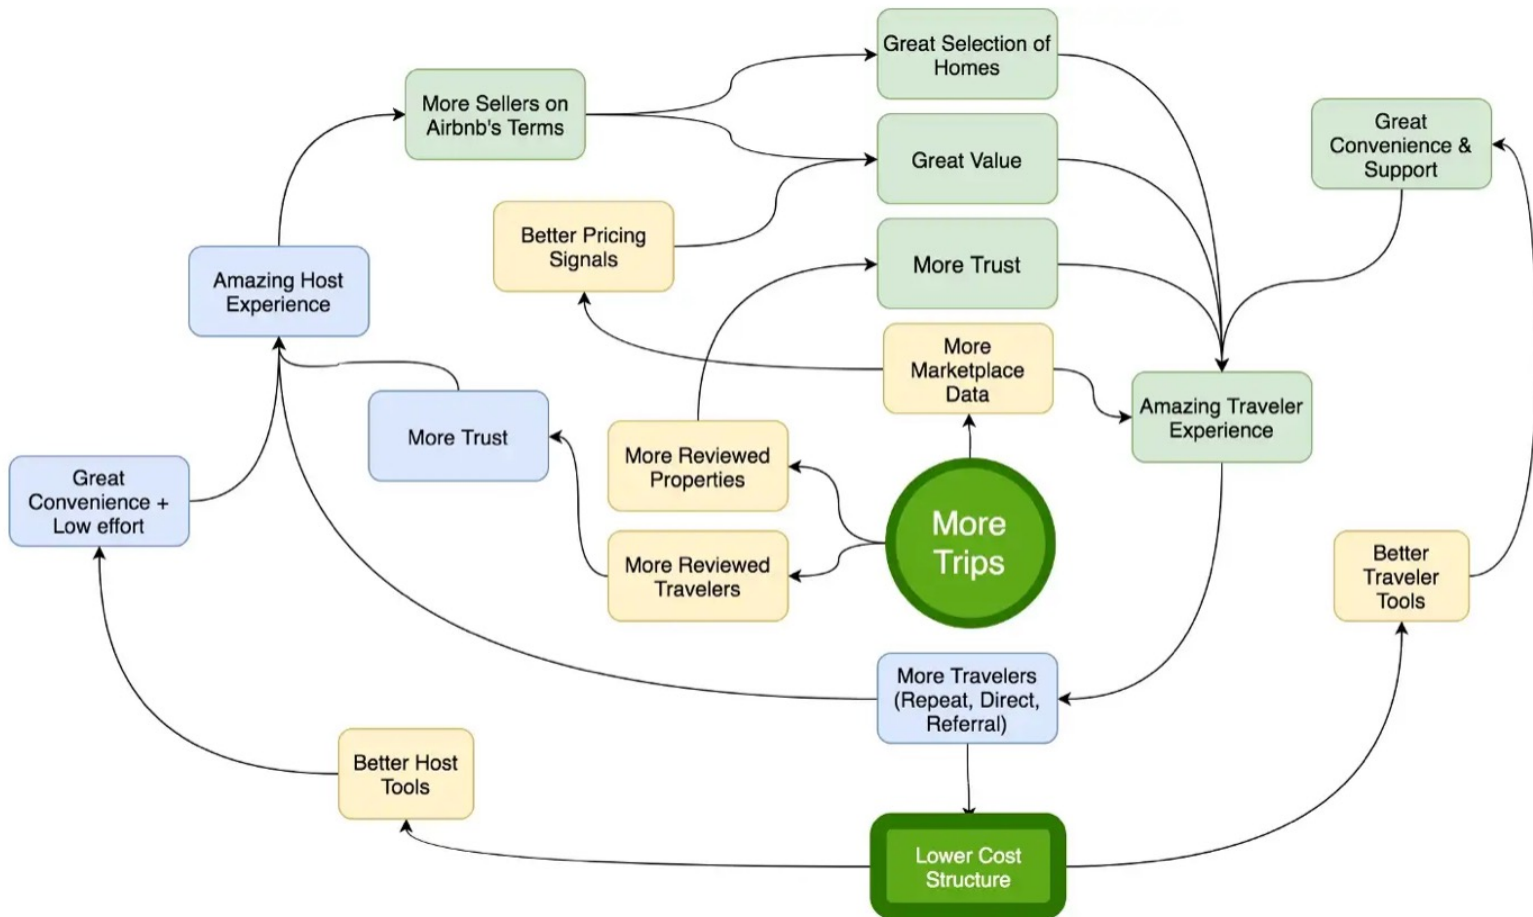 Great Selection of
Homes
More Sellers on
Airbnb's Terms
Great
Convenience &
Support
Great Value
Better Pricing
Signals
More Trust
Amazing Host
Experience
More
Marketplace
Data
Amazing Traveler
Experience
More Trust
More Reviewed
Properties
Great
Convenience +
Low effort
More
Trips
More Reviewed
Travelers
Better
Traveler
Tools
More Travelers
(Repeat, Direct,
Referral)
Better Host
Tools
Lower Cost
Structure